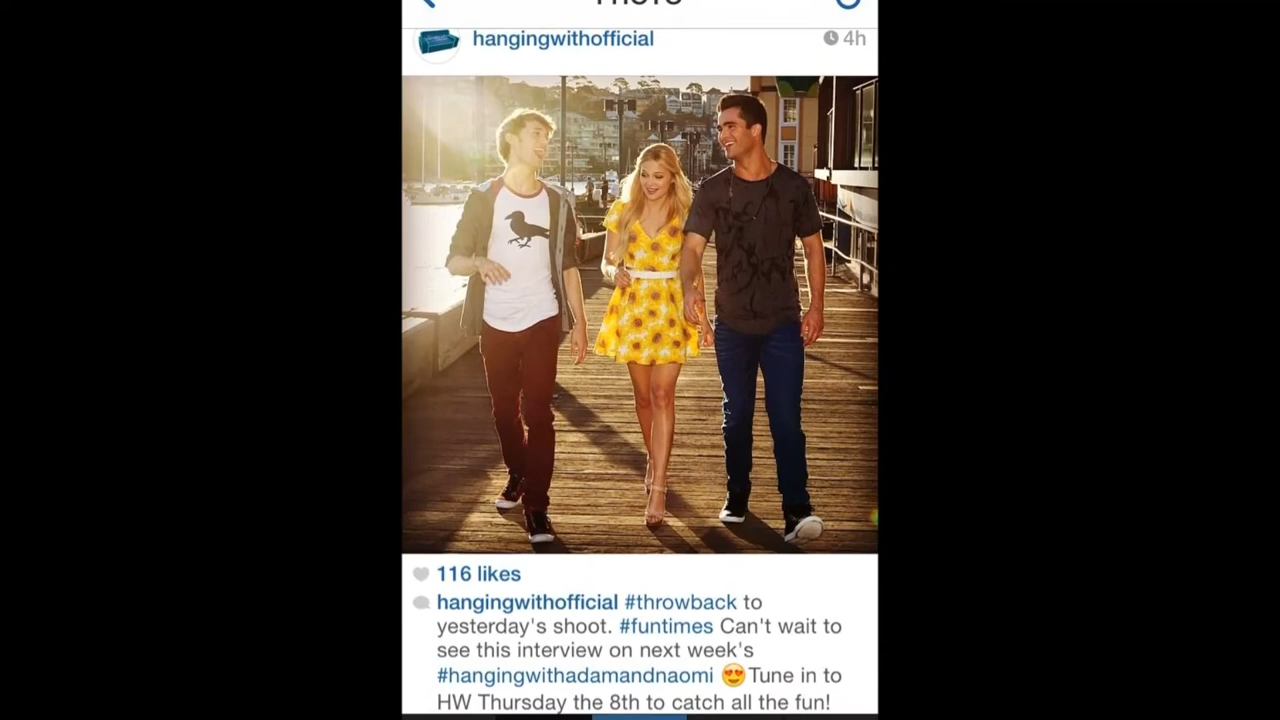 hangingwithofficial 4h
116 likes
hangingwithofficial #throwback to
yesterday's shoot. #funtimes Can't wait to
see this interview on next week's
#hangingwithadamandnaomi 😍Tune in to
HW Thursday the 8th to catch all the fun!